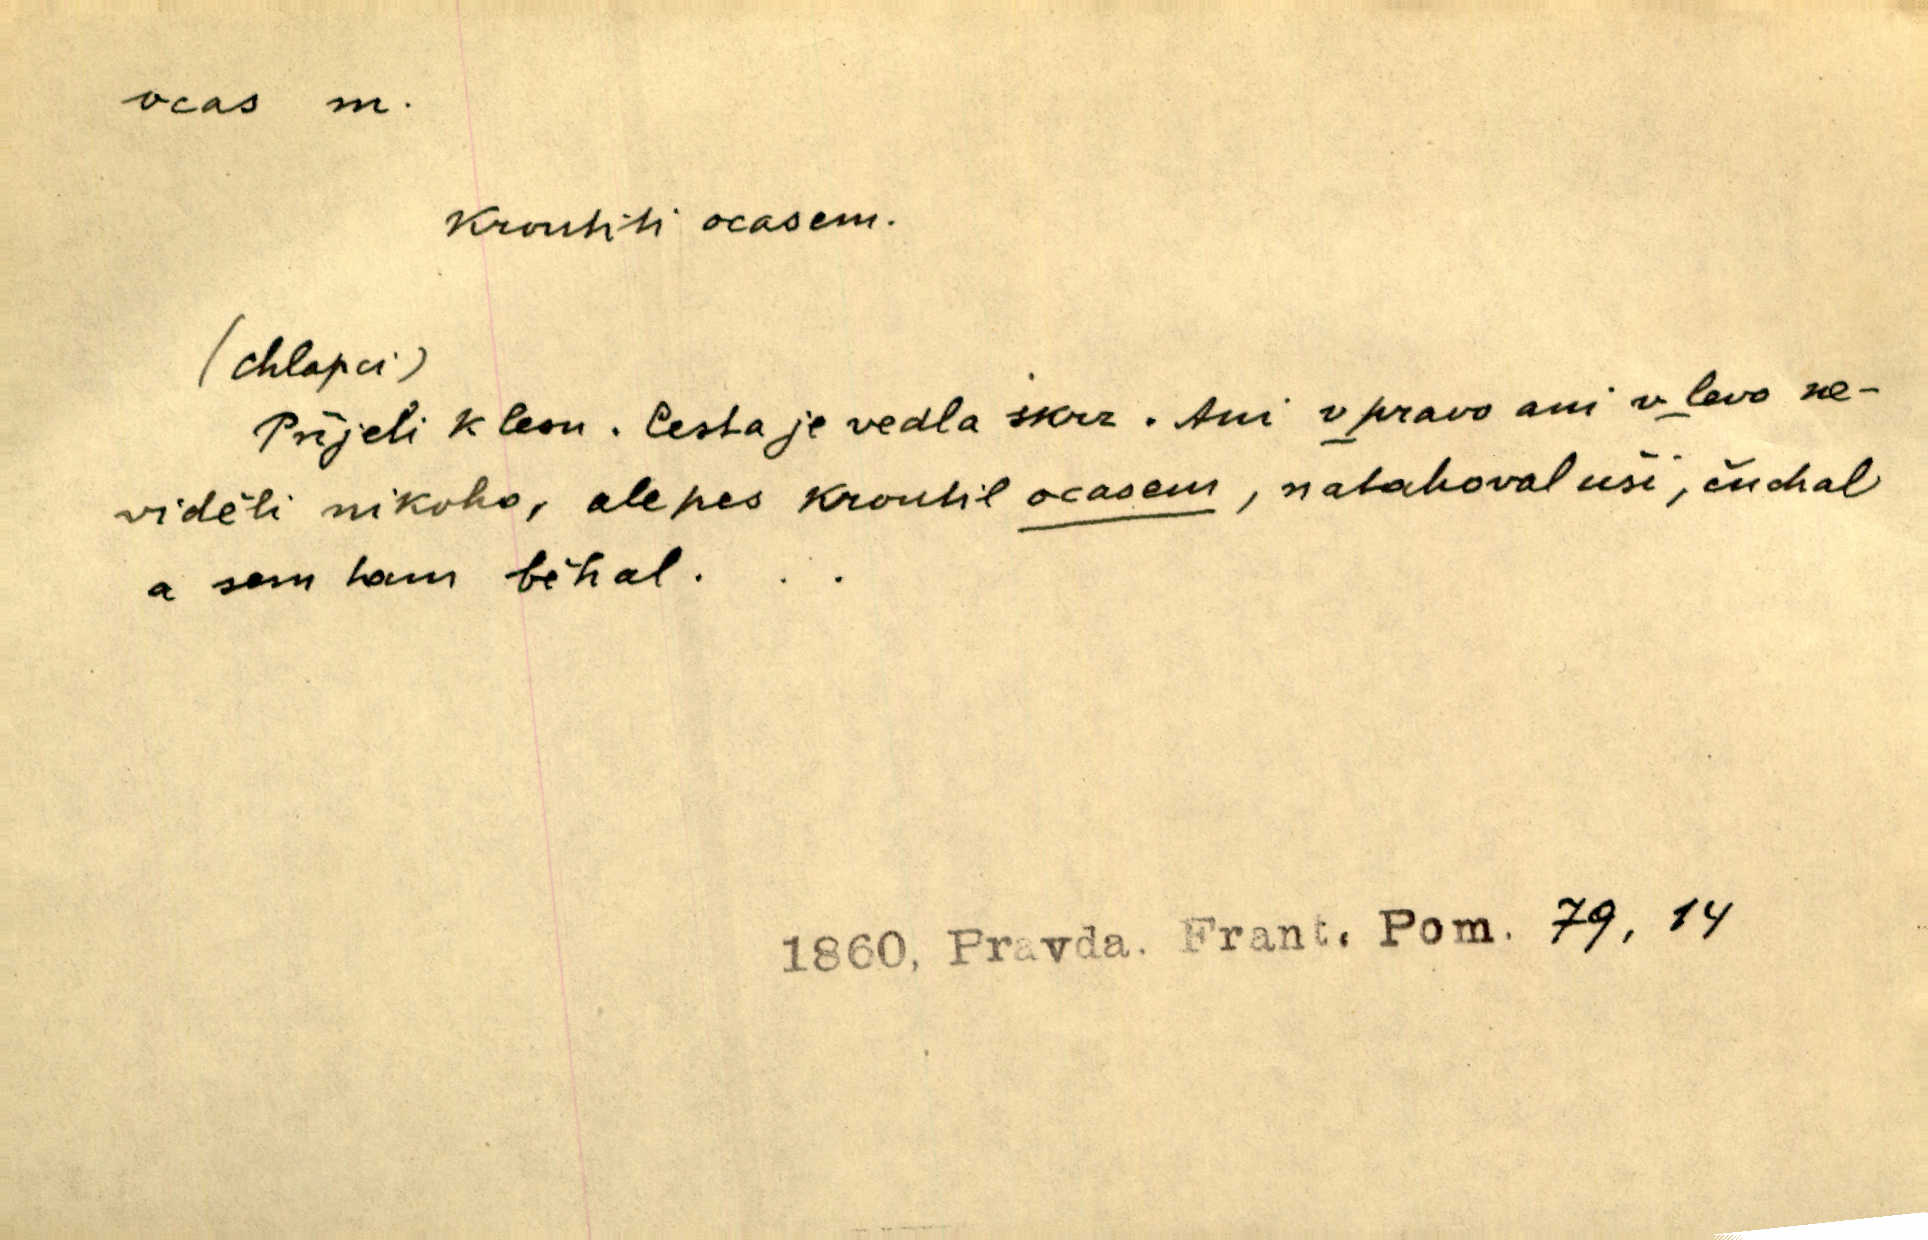 ocas m.
Kroutiti ocasem.
(chlapci)
Přijeli k lesu. Cesta je vedla skrz. Ani v pravo ani v levo ne-
viděli nikoho, ale pes kroutil ocasem, natahoval uši, čuchal
a sem tam běhal. . .
1860, Pravda. Frant. Pom. 79, 14